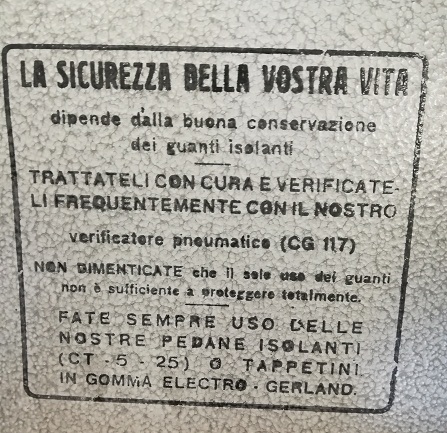 LA SICUREZZA DELLA VOSTRA VITA
dipende dalla buona conservazione
dei guanti isolanti
TRATTATELI CON CURA E VERIFICATE-
LI FREQUENTEMENTE CON IL NOSTRO
verificatore pneumatico (CG 117)
NON DIMENTICATE che il solo uso dei guanti
non è sufficiente a proteggere totalmente.
FATE SEMPRE USO DELLE
NOSTRE PEDANE ISOLANTI
(CT - 5 - 25) O TAPPETINI
IN GOMMA ELECTRO - GERLAND.